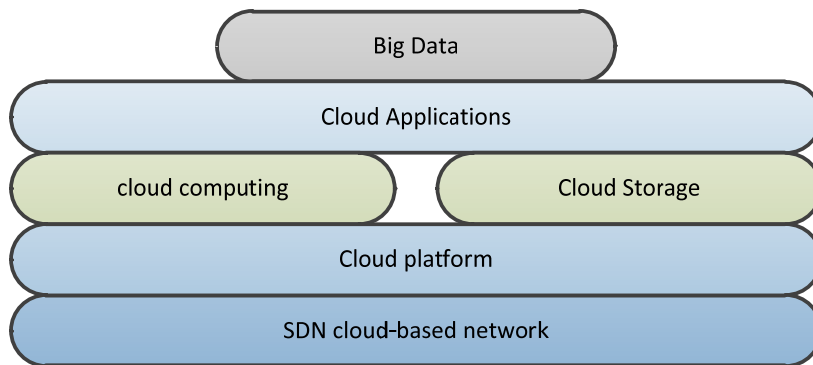 Big Data
Cloud Applications
cloud computing
Cloud Storage
Cloud platform
SDN cloud-based network